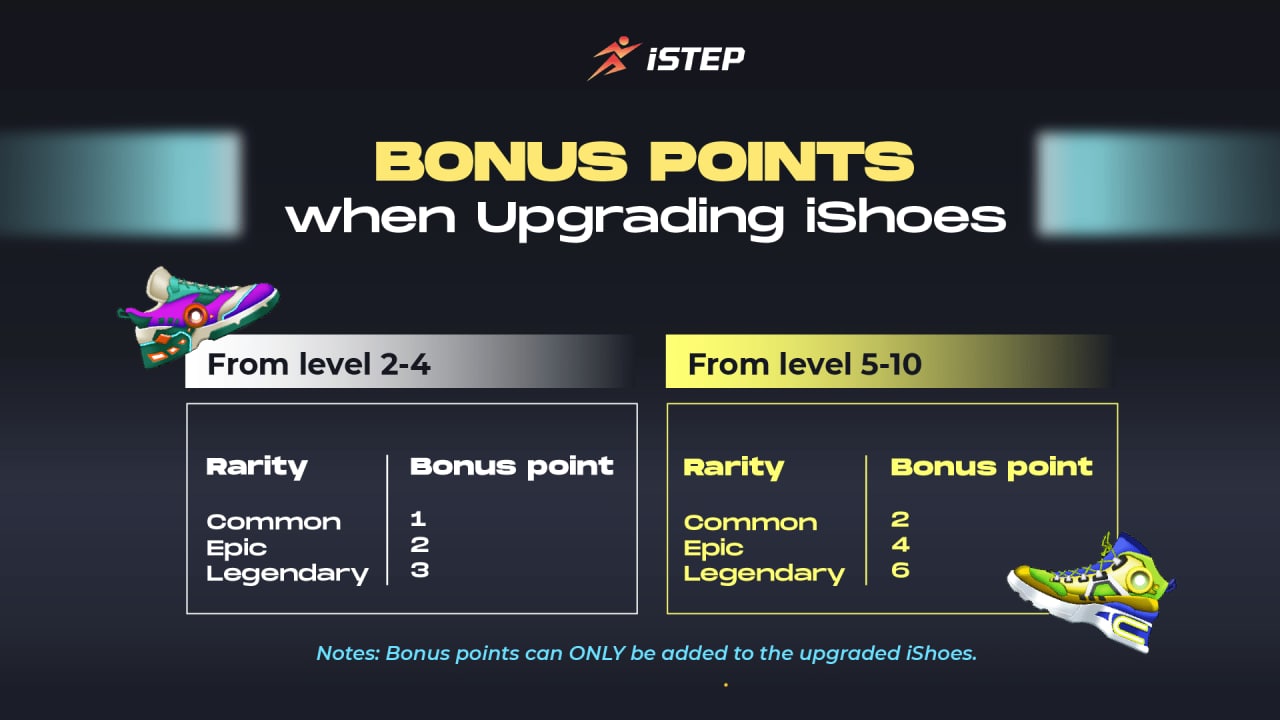 iSTEP
BONUS POINTS
when Upgrading iShoes
From level 2-4
Rarity Bonus point
Common 1
Epic 2
Legendary 3
From level 5-10
Rarity Bonus point
Common 2
Epic 4
Legendary 6
Notes: Bonus points can ONLY be added to the upgraded iShoes.